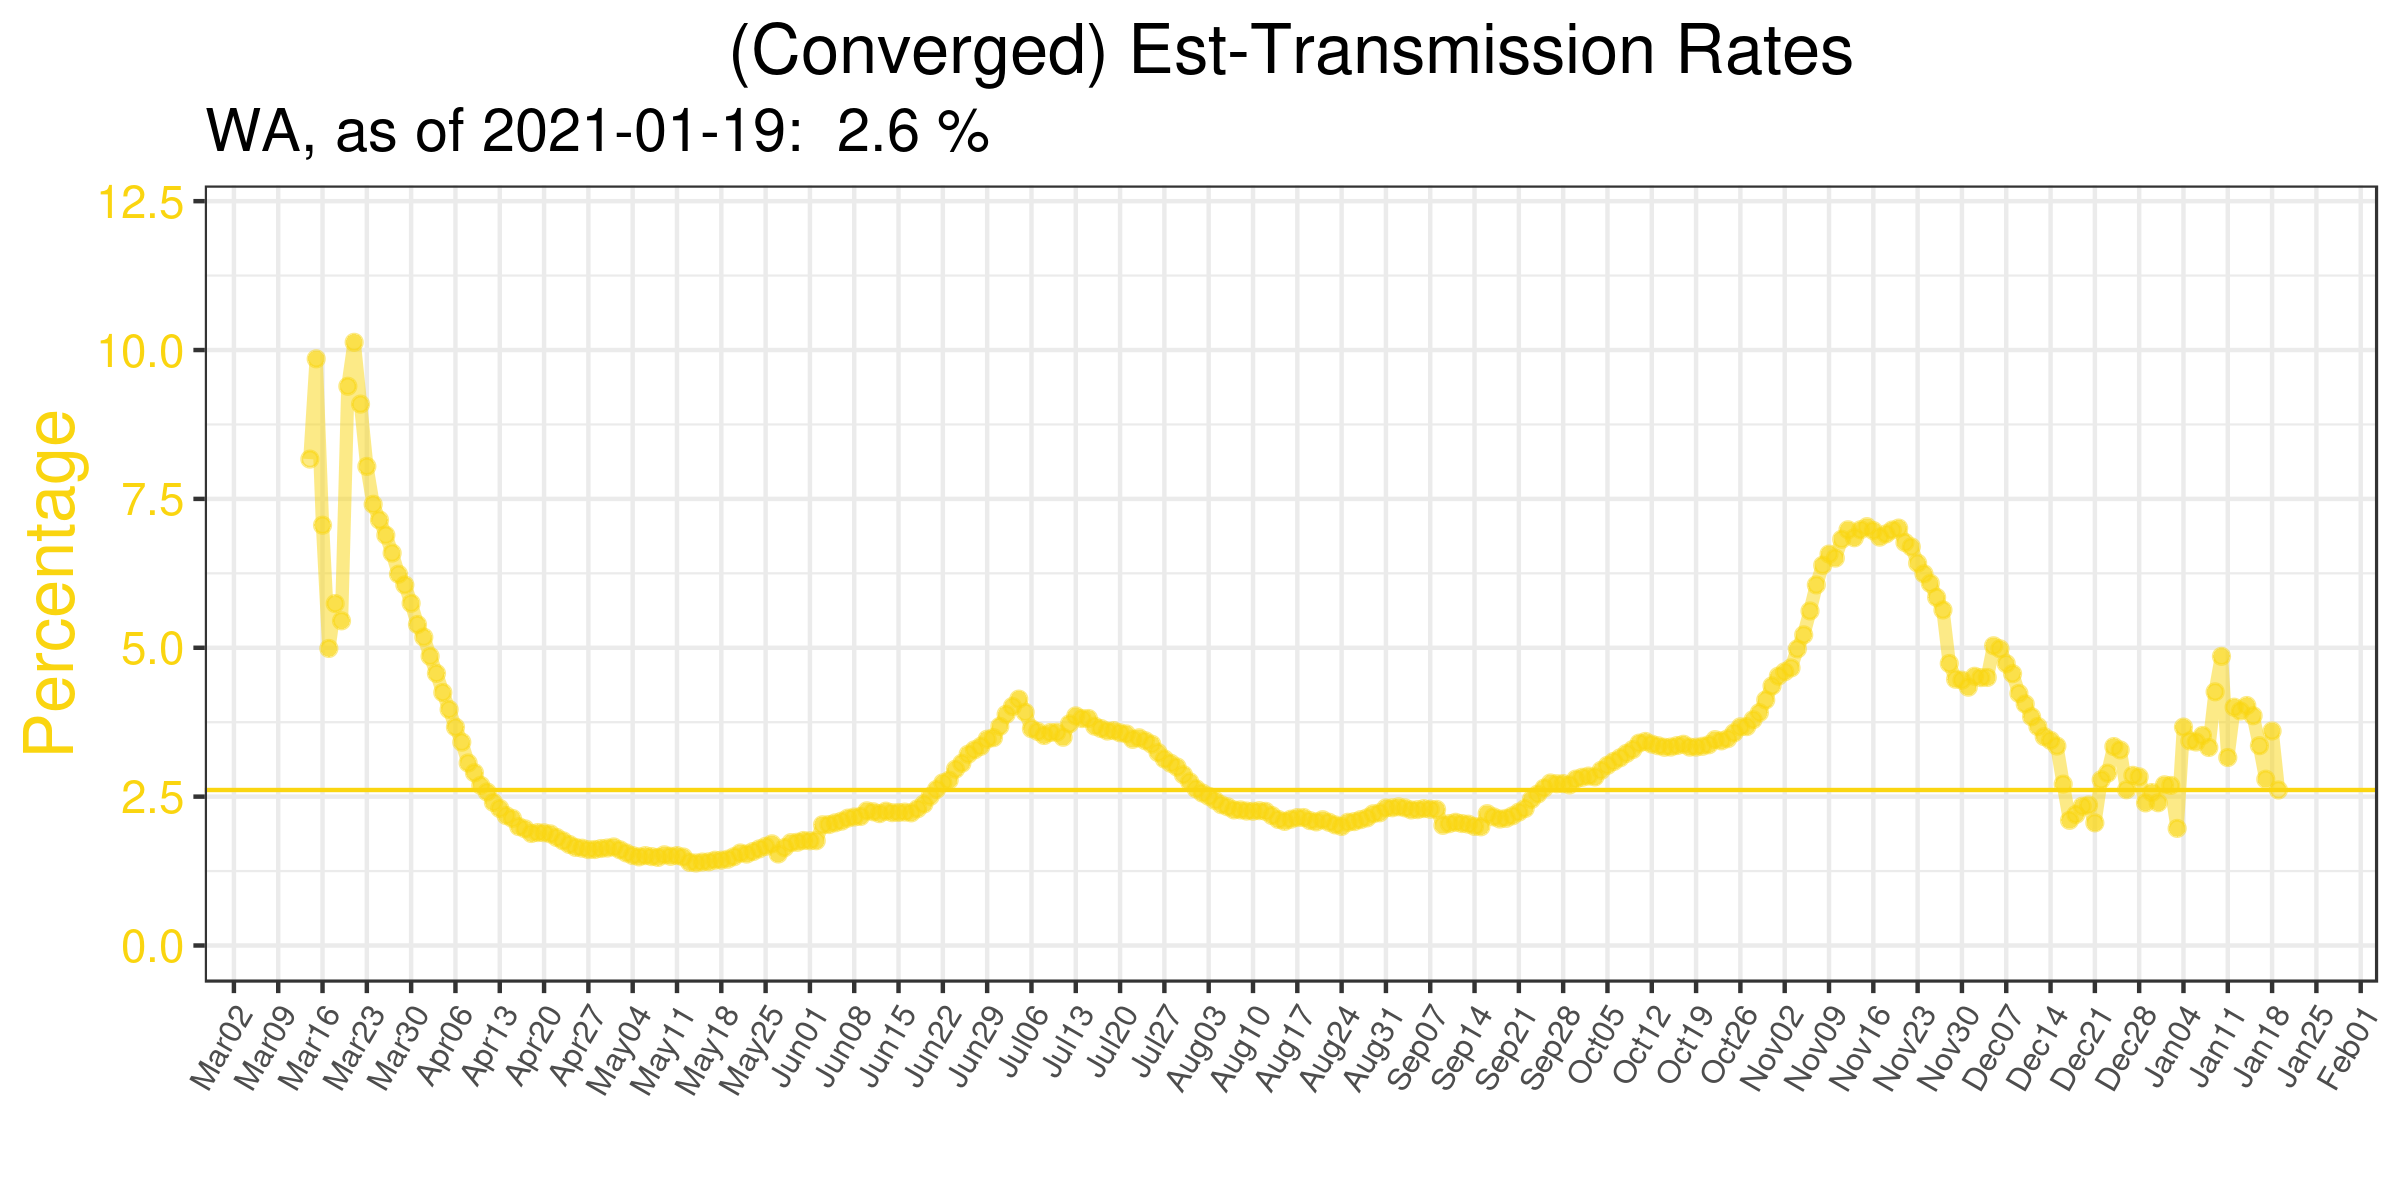 (Converged) Est-Transmission Rates
WA, as of 2021-01-19:  2.6 %
Percentage
12.5
10.0
7.5
5.0
2.5
0.0
Mar02
Mar09
Mar16
Mar23
Mar30
Apr06
Apr13
Apr20
Apr27
May04
May11
May18
May25
Jun01
Jun08
Jun15
Jun22
Jun29
Jul06
Jul13
Jul20
Jul27
Aug03
Aug10
Aug17
Aug24
Aug31
Sep07
Sep14
Sep21
Sep28
Oct05
Oct12
Oct19
Oct26
Nov02
Nov09
Nov16
Nov23
Nov30
Dec07
Dec14
Dec21
Dec28
Jan04
Jan11
Jan18
Jan25
Feb01